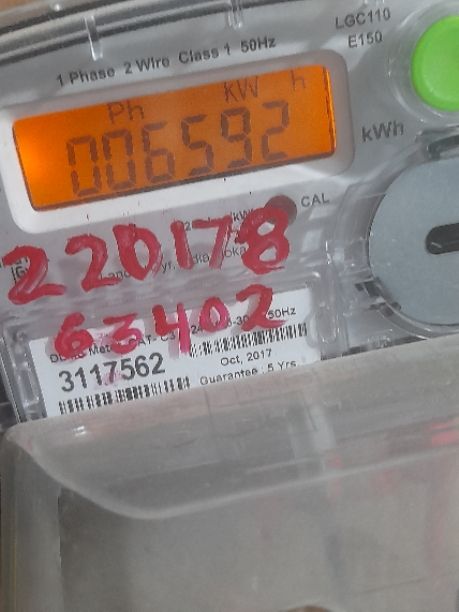 LGC110
E150
1 Phase 2 Wire Class 1 50Hz
Ph kW h
006592
kWh
CAL
220178
63402
50Hz
3117562
Oct, 2017
Guarantee : 5 Yrs